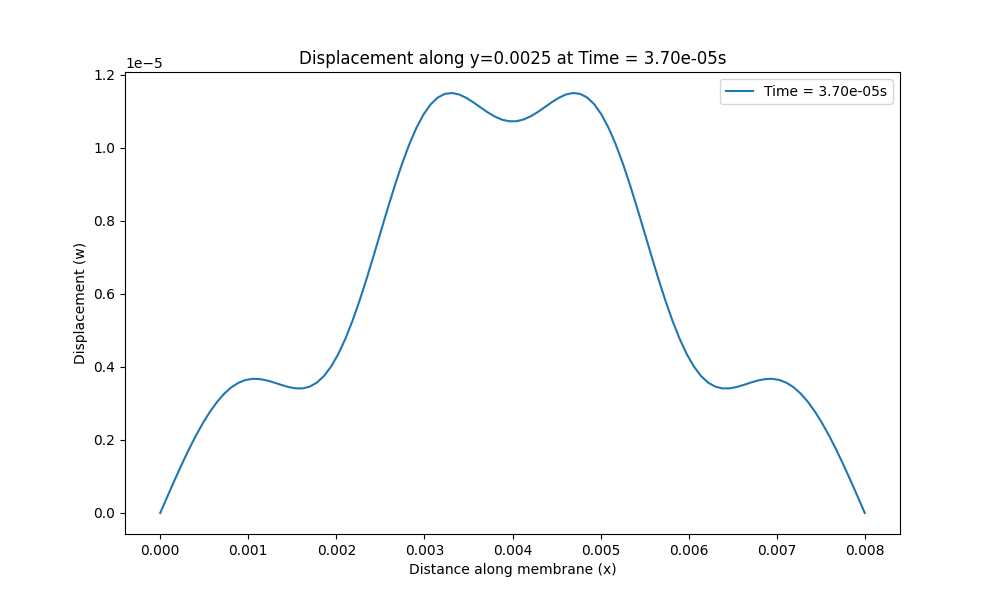 Displacement along y=0.0025 at Time = 3.70e-05s
1e−5
Time = 3.70e-05s
1.2
1.0
0.8
0.6
0.4
0.2
0.0
Displacement (w)
0.000 0.001 0.002 0.003 0.004 0.005 0.006 0.007 0.008
Distance along membrane (x)